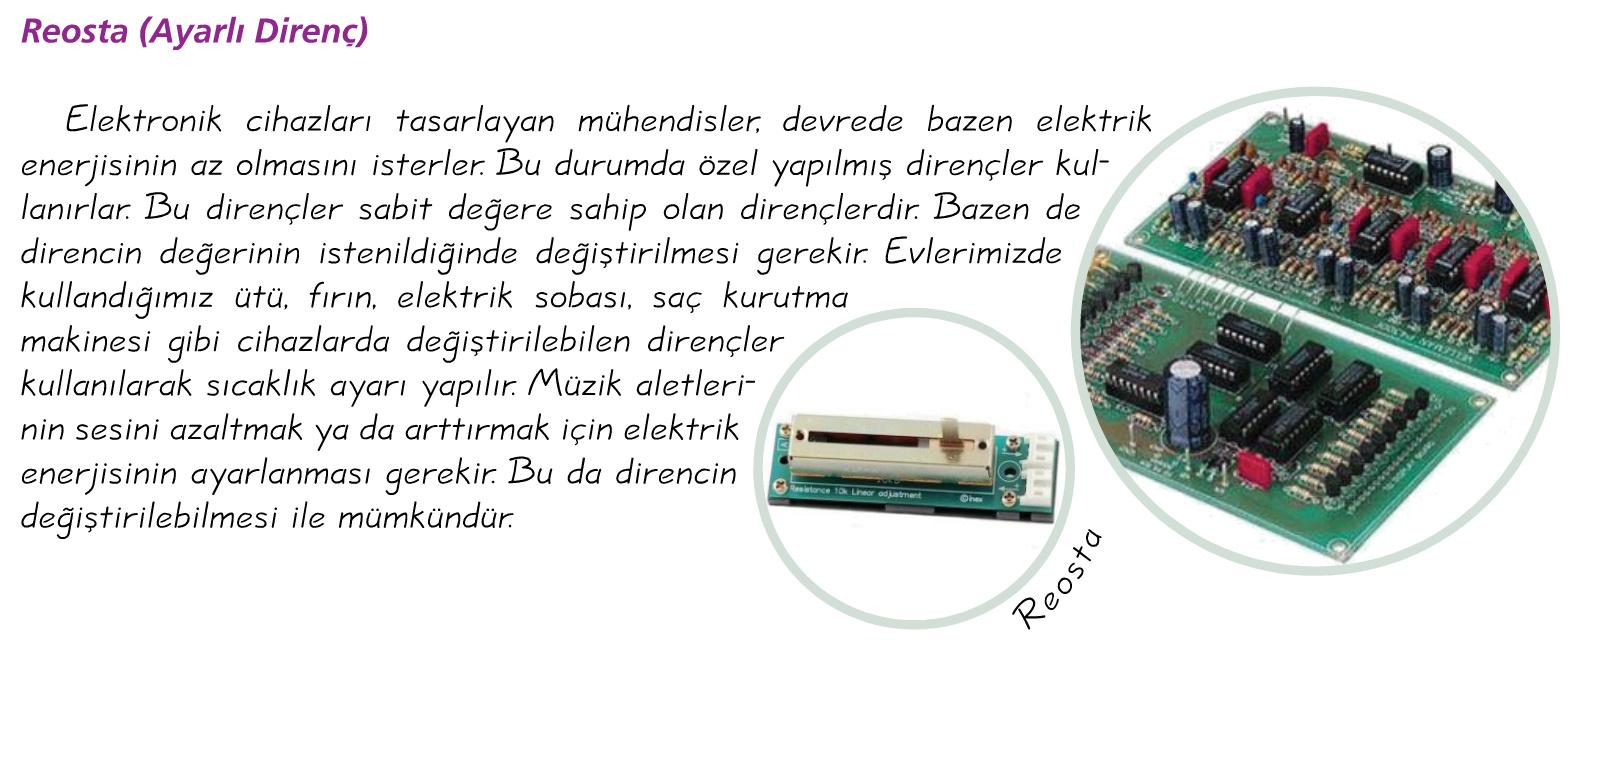 Reosta (Ayarlı Direnç)
Elektronik cihazları tasarlayan mühendisler, devrede bazen elektrik
enerjisinin az olmasını isterler. Bu durumda özel yapılmış dirençler kul-
lanırlar. Bu dirençler sabit değere sahip olan dirençlerdir. Bazen de
direncin değerinin istenildiğinde değiştirilmesi gerekir. Evlerimizde
kullandığımız ütü, fırın, elektrik sobası, saç kurutma
makinesi gibi cihazlarda değiştirilebilen dirençler
kullanılarak sıcaklık ayarı yapılır. Müzik aletleri-
nin sesini azaltmak ya da arttırmak için elektrik
enerjisinin ayarlanması gerekir. Bu da direncin
değiştirilebilmesi ile mümkündür.
Resistance 10k Linear adjustment
©inex
Reosta